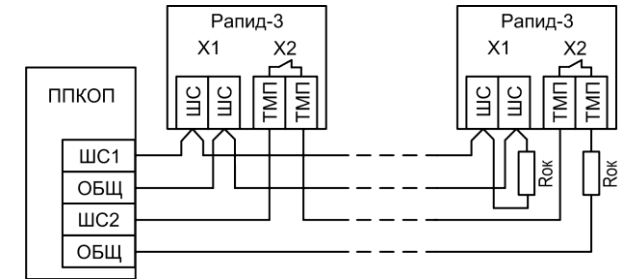 Рапид-3
X1 X2
ШС ШС ТМП ТМП
Рапид-3
X1 X2
ШС ШС ТМП ТМП
ППКОП
ШС1
ОБЩ
ШС2
ОБЩ
Rок
Rок